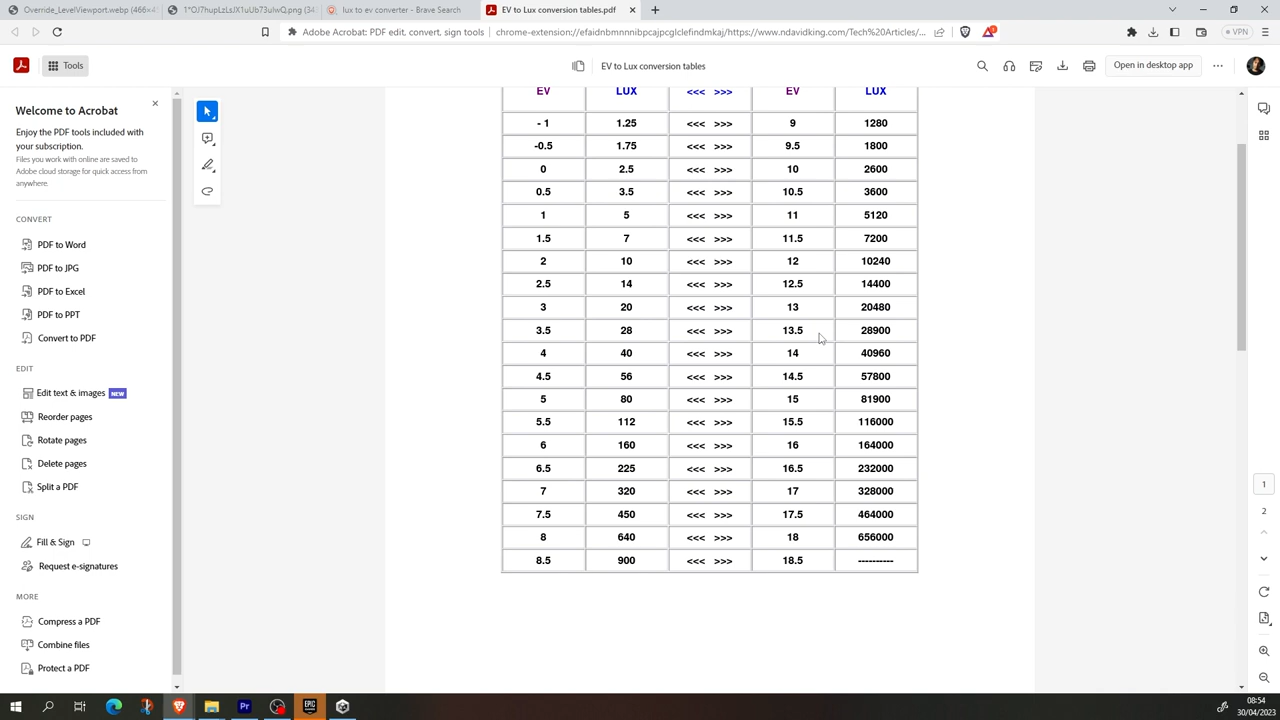 Override_LevelViewport.webp (466×4
1*OJ7hupLzLsJX1uUb73uIwQ.png (34
lux to ev converter - Brave Search
EV to Lux conversion tables.pdf
Adobe Acrobat: PDF edit, convert, sign tools
chrome-extension://efaidnbmnnnibpcajpcglclefindmkaj/https://www.ndavidking.com/Tech%20Articles/...
VPN
Tools
EV to Lux conversion tables
Open in desktop app
Welcome to Acrobat
Enjoy the PDF tools included with
your subscription.
Files you work with online are saved to
Adobe cloud storage for quick access from
anywhere.
CONVERT
PDF to Word
PDF to JPG
PDF to Excel
PDF to PPT
Convert to PDF
EDIT
Edit text & images NEW
Reorder pages
Rotate pages
Delete pages
Split a PDF
SIGN
Fill & Sign
Request e-signatures
MORE
Compress a PDF
Combine files
Protect a PDF
EV LUX <<< >>> EV LUX
- 1 1.25 <<< >>> 9 1280
-0.5 1.75 <<< >>> 9.5 1800
0 2.5 <<< >>> 10 2600
0.5 3.5 <<< >>> 10.5 3600
1 5 <<< >>> 11 5120
1.5 7 <<< >>> 11.5 7200
2 10 <<< >>> 12 10240
2.5 14 <<< >>> 12.5 14400
3 20 <<< >>> 13 20480
3.5 28 <<< >>> 13.5 28900
4 40 <<< >>> 14 40960
4.5 56 <<< >>> 14.5 57800
5 80 <<< >>> 15 81900
5.5 112 <<< >>> 15.5 116000
6 160 <<< >>> 16 164000
6.5 225 <<< >>> 16.5 232000
7 320 <<< >>> 17 328000
7.5 450 <<< >>> 17.5 464000
8 640 <<< >>> 18 656000
8.5 900 <<< >>> 18.5 ----------
1
2
Pr
EPIC
08:54
30/04/2023